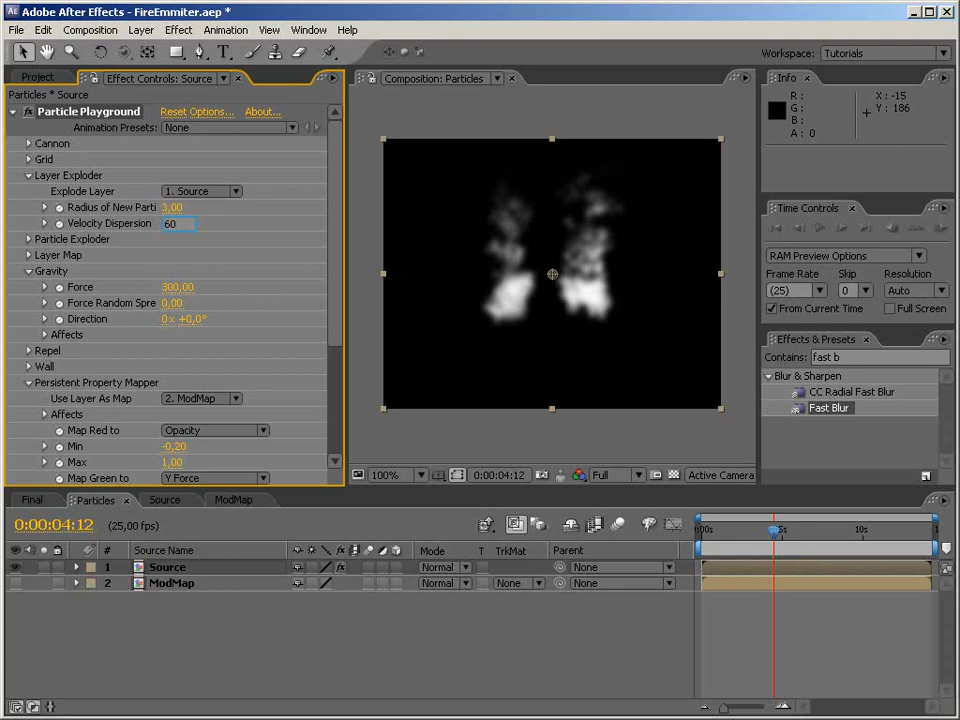 Adobe After Effects - FireEmmiter.aep *
File Edit Composition Layer Effect Animation View Window Help
Workspace: Tutorials
Project Effect Controls: Source
Particles * Source
Particle Playground Reset Options... About...
Animation Presets: None
Cannon
Grid
Layer Exploder
Explode Layer 1. Source
Radius of New Parti 3,00
Velocity Dispersion 60
Particle Exploder
Layer Map
Gravity
Force 300,00
Force Random Spre 0,00
Direction 0 x +0,0°
Affects
Repel
Wall
Persistent Property Mapper
Use Layer As Map 2. ModMap
Affects
Map Red to Opacity
Min -0,20
Max 1,00
Map Green to Y Force
Composition: Particles
100% 0:00:04:12 Full Active Camera
Info
R :
G :
B :
A : 0
X : -15
Y : 186
Time Controls
RAM Preview Options
Frame Rate Skip Resolution
(25) 0 Auto
From Current Time Full Screen
Effects & Presets
Contains: fast b
Blur & Sharpen
CC Radial Fast Blur
Fast Blur
Final Particles Source ModMap
0:00:04:12 (25,00 fps)
:00s 5s 10s 1
# Source Name Mode T TrkMat Parent
1 Source Normal None
2 ModMap Normal None None